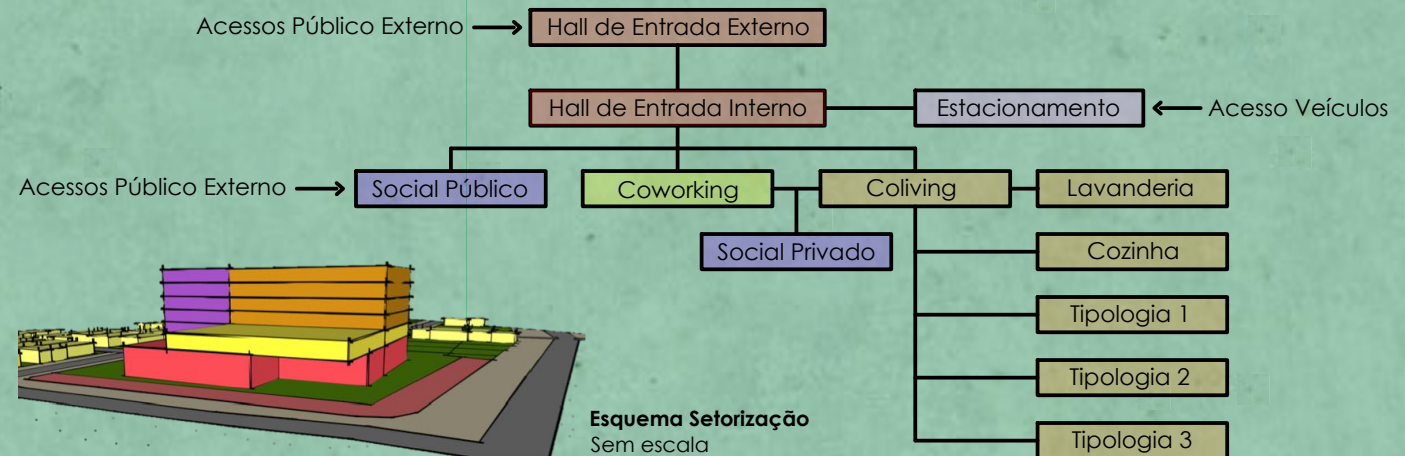 Acessos Público Externo
Hall de Entrada Externo
Hall de Entrada Interno
Estacionamento
Acesso Veículos
Acessos Público Externo
Social Público
Coworking
Coliving
Lavanderia
Social Privado
Cozinha
Tipologia 1
Tipologia 2
Tipologia 3
Esquema Setorização
Sem escala